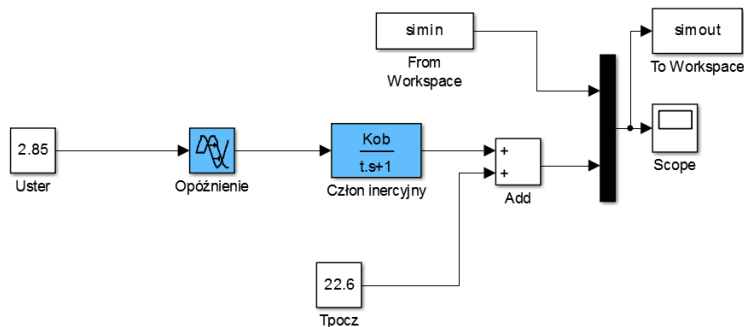 simin
From
Workspace
simout
To Workspace
Scope
2.85
Uster
Opóźnienie
Kob
t.s+1
Człon inercyjny
+
+
Add
22.6
Tpocz